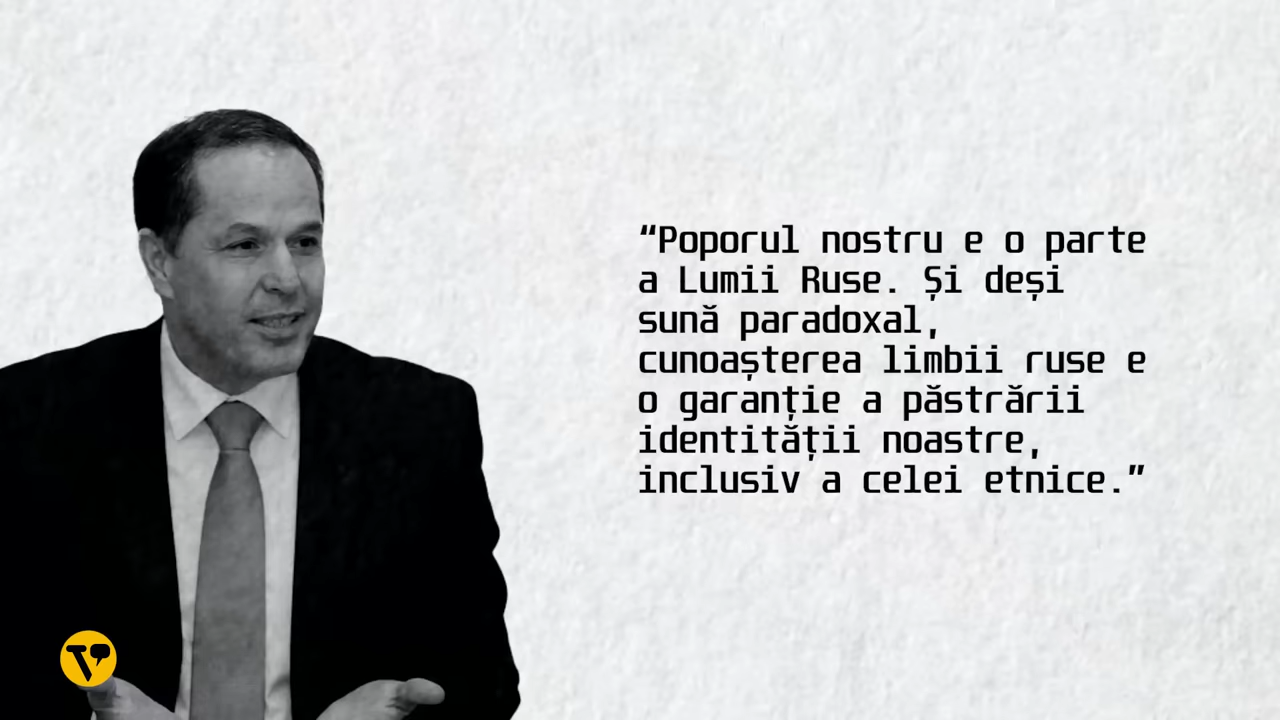 “Poporul nostru e o parte
a Lumii Ruse. Și deși
sună paradoxal,
cunoașterea limbii ruse e
o garanție a păstrării
identității noastre,
inclusiv a celei etnice.”